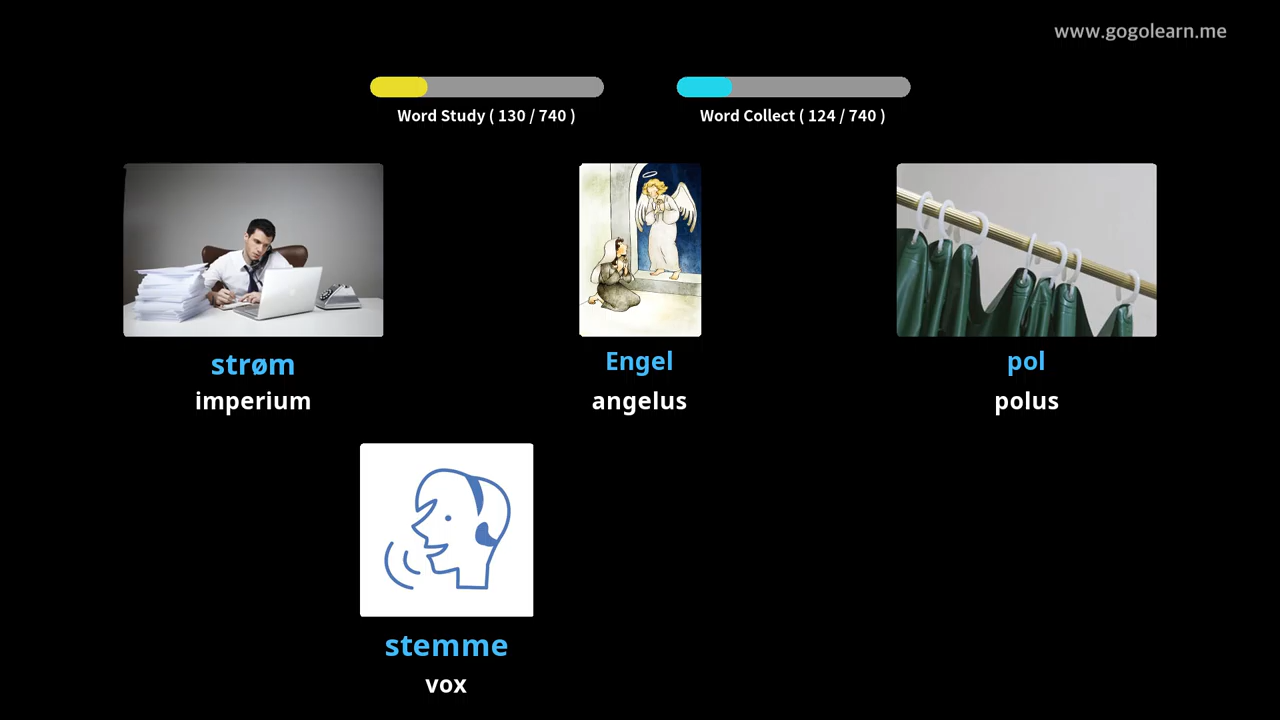 www.gogolearn.me
Word Study ( 130 / 740 )
Word Collect ( 124 / 740 )
strøm
imperium
Engel
angelus
pol
polus
stemme
vox